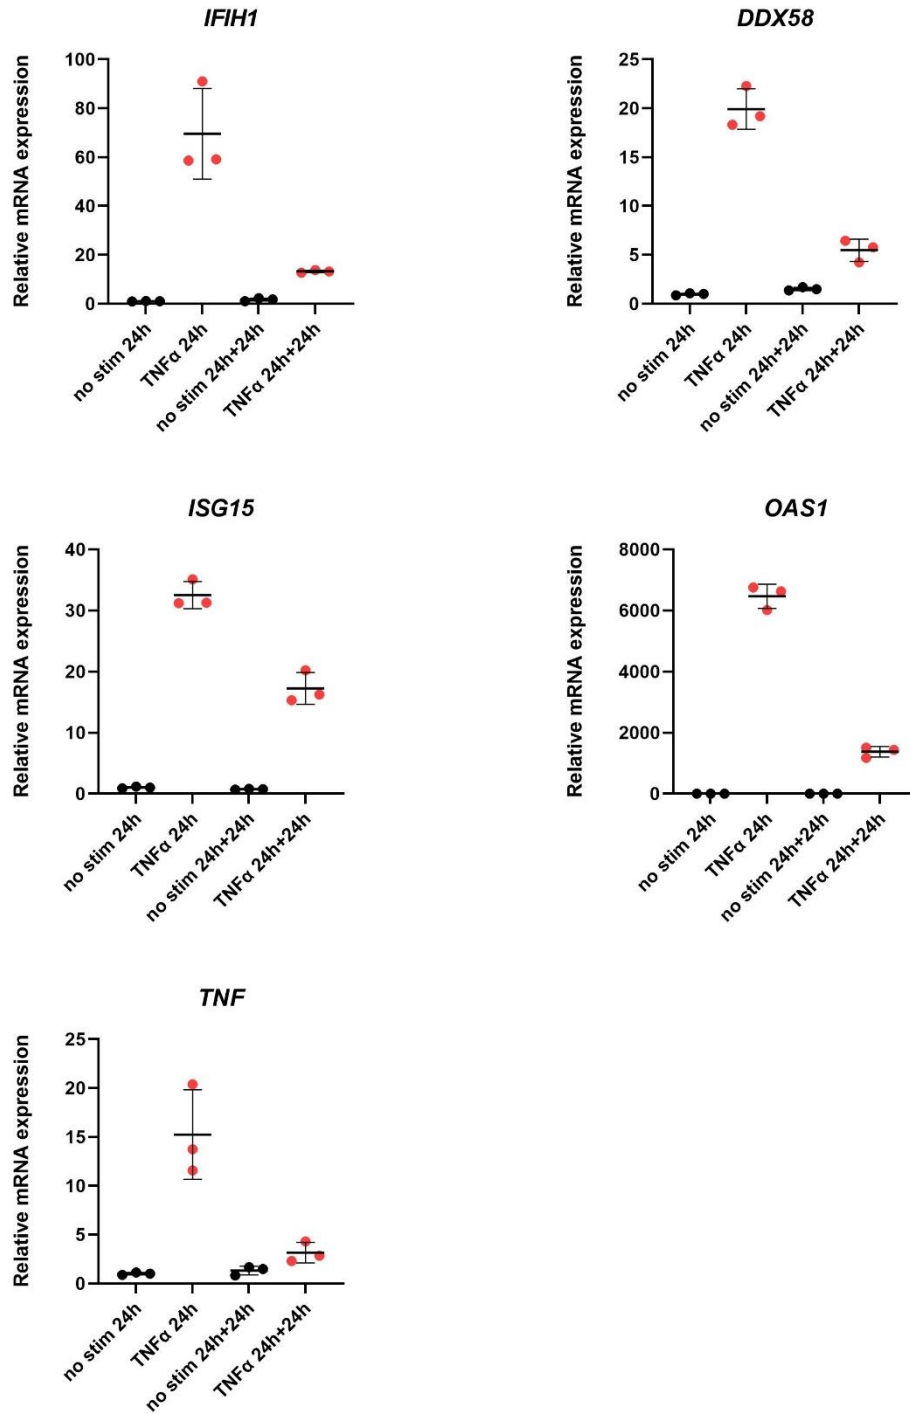 IFIH1
Relative mRNA expression
100
80
60
40
20
0
no stim 24h
TNFα 24h
no stim 24h+24h
TNFα 24h+24h
DDX58
Relative mRNA expression
25
20
15
10
5
0
no stim 24h
TNFα 24h
no stim 24h+24h
TNFα 24h+24h
ISG15
Relative mRNA expression
40
30
20
10
0
no stim 24h
TNFα 24h
no stim 24h+24h
TNFα 24h+24h
OAS1
Relative mRNA expression
8000
6000
4000
2000
0
no stim 24h
TNFα 24h
no stim 24h+24h
TNFα 24h+24h
TNF
Relative mRNA expression
25
20
15
10
5
0
no stim 24h
TNFα 24h
no stim 24h+24h
TNFα 24h+24h